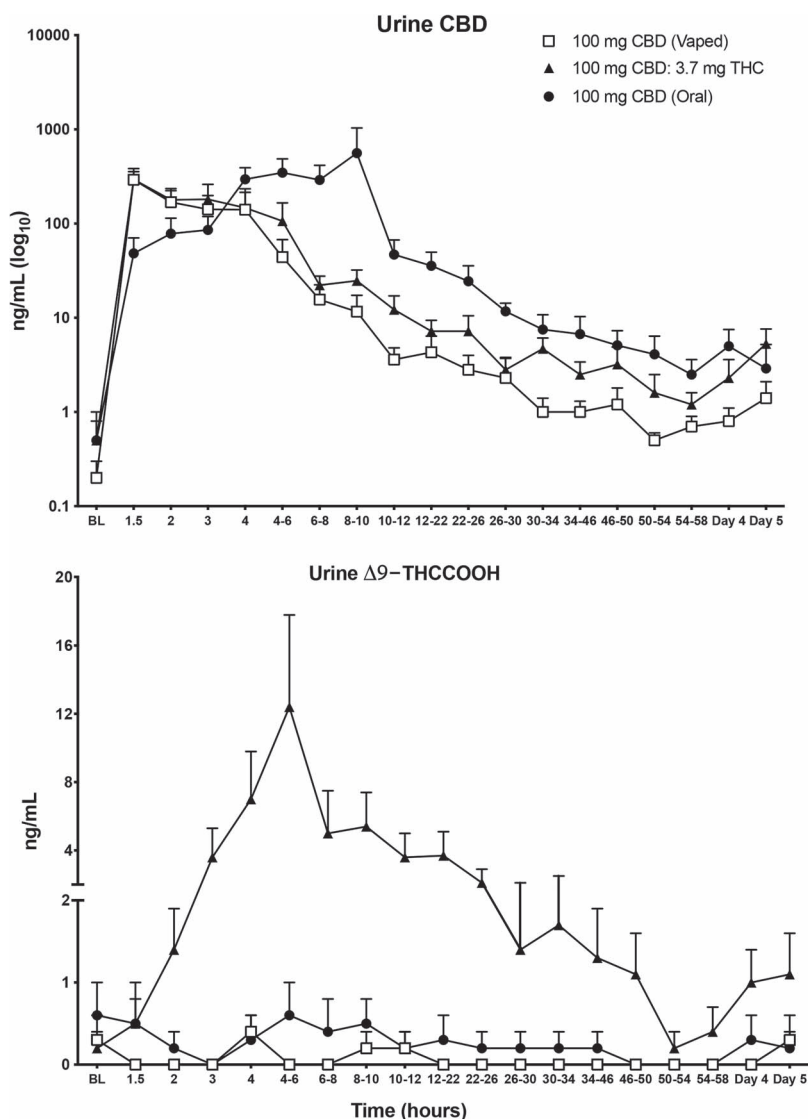 Urine CBD
100 mg CBD (Vaped)
100 mg CBD: 3.7 mg THC
100 mg CBD (Oral)
ng/mL (log₁₀)
10000
1000
100
10
1
0.1
BL 1.5 2 3 4 4-6 6-8 8-10 10-12 12-22 22-26 26-30 30-34 34-46 46-50 50-54 54-58 Day 4 Day 5
Urine Δ9−THCCOOH
ng/mL
20
16
12
8
4
2
1
0
BL 1.5 2 3 4 4-6 6-8 8-10 10-12 12-22 22-26 26-30 30-34 34-46 46-50 50-54 54-58 Day 4 Day 5
Time (hours)